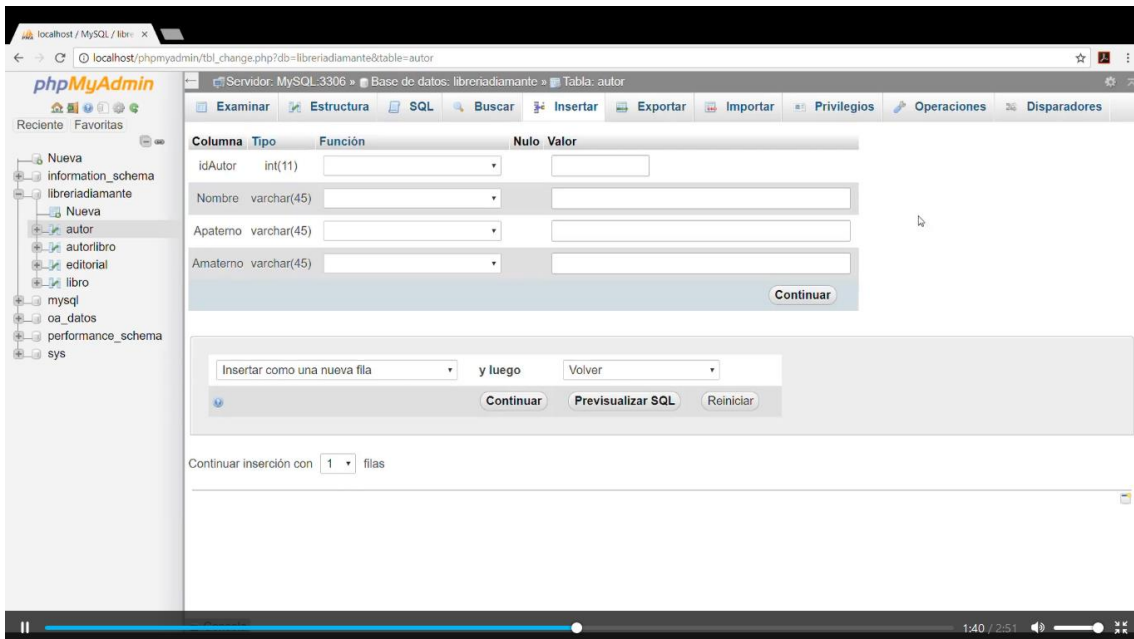 localhost / MySQL / libre
localhost/phpmyadmin/tbl_change.php?db=libreriadiamante&table=autor
phpMyAdmin
Reciente Favoritas
Nueva
information_schema
libreriadiamante
Nueva
autor
autorlibro
editorial
libro
mysql
oa_datos
performance_schema
sys
Servidor: MySQL:3306 » Base de datos: libreriadiamante » Tabla: autor
Examinar Estructura SQL Buscar Insertar Exportar Importar Privilegios Operaciones Disparadores
Columna Tipo Función Nulo Valor
idAutor int(11)
Nombre varchar(45)
Apaterno varchar(45)
Amaterno varchar(45)
Continuar
Insertar como una nueva fila y luego Volver
Continuar Previsualizar SQL Reiniciar
Continuar inserción con 1 filas
1:40 / 2:51